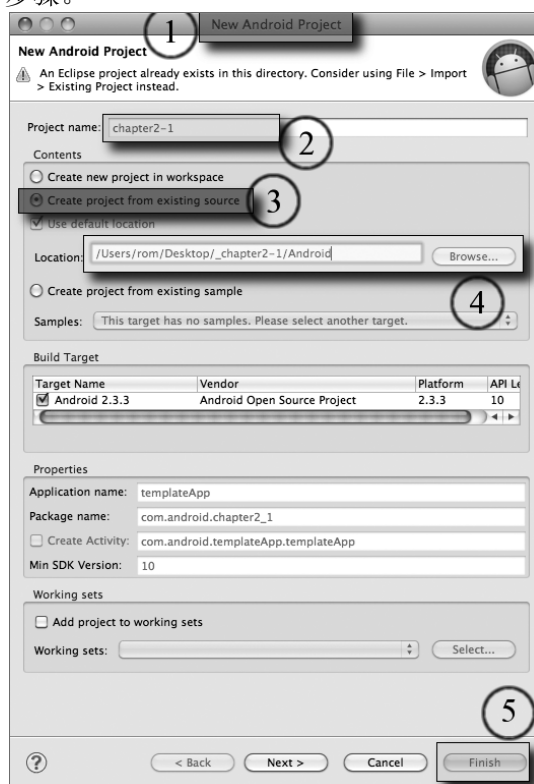 步骤。
1
New Android Project
New Android Project
An Eclipse project already exists in this directory. Consider using File > Import
> Existing Project instead.
Project name: chapter2-1
2
Contents
Create new project in workspace
Create project from existing source
3
Use default location
Location: /Users/rom/Desktop/_chapter2-1/Android Browse...
4
Create project from existing sample
Samples: This target has no samples. Please select another target.
Build Target
Target Name Vendor Platform API Le
Android 2.3.3 Android Open Source Project 2.3.3 10
Properties
Application name: templateApp
Package name: com.android.chapter2_1
Create Activity: com.android.templateApp.templateApp
Min SDK Version: 10
Working sets
Add project to working sets
Working sets: Select...
5
? < Back Next > Cancel Finish